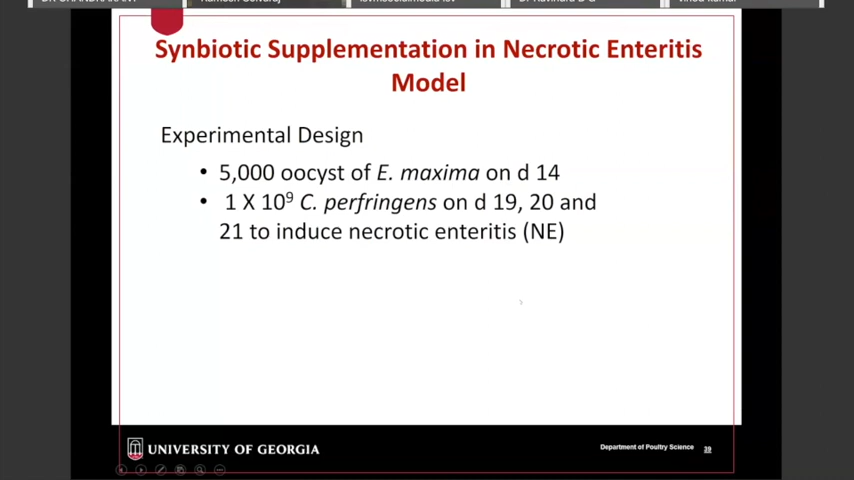 Synbiotic Supplementation in Necrotic Enteritis
Model
Experimental Design
• 5,000 oocyst of E. maxima on d 14
• 1 X 10⁹ C. perfringens on d 19, 20 and
21 to induce necrotic enteritis (NE)
UNIVERSITY OF GEORGIA
Department of Poultry Science 39